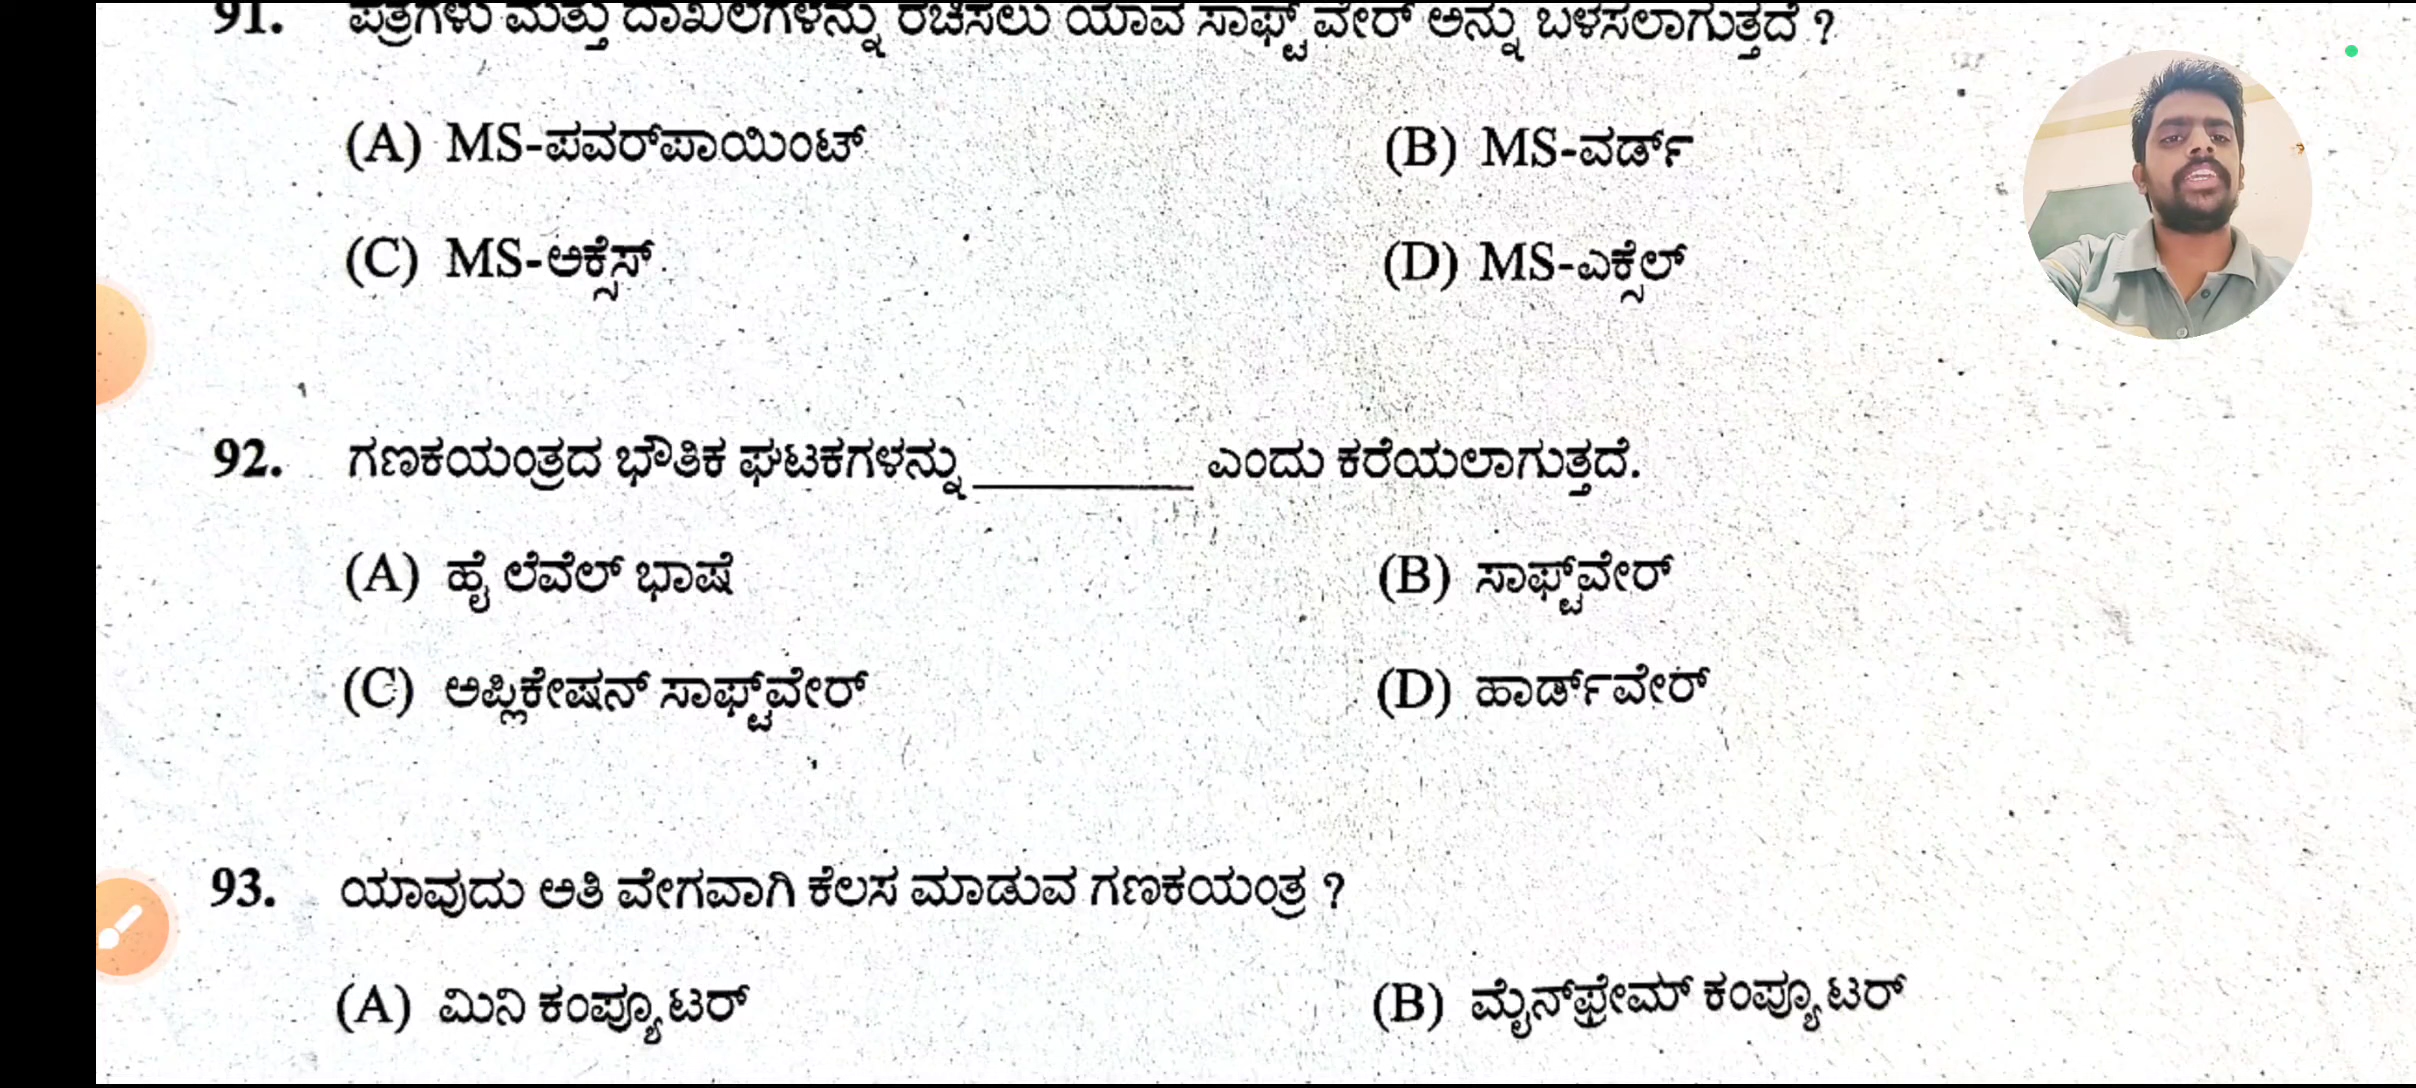 91. ಪತ್ರಗಳು ಮತ್ತು ದಾಖಲೆಗಳನ್ನು ರಚಿಸಲು ಯಾವ ಸಾಫ್ಟ್‌ ವೇರ್ ಅನ್ನು ಬಳಸಲಾಗುತ್ತದೆ ?
(A) MS-ಪವರ್‌ಪಾಯಿಂಟ್ (B) MS-ವರ್ಡ್
(C) MS-ಅಕ್ಸೆಸ್ (D) MS-ಎಕ್ಸೆಲ್
92. ಗಣಕಯಂತ್ರದ ಭೌತಿಕ ಘಟಕಗಳನ್ನು __________ ಎಂದು ಕರೆಯಲಾಗುತ್ತದೆ.
(A) ಹೈ ಲೆವೆಲ್ ಭಾಷೆ (B) ಸಾಫ್ಟ್‌ವೇರ್
(C) ಅಪ್ಲಿಕೇಷನ್ ಸಾಫ್ಟ್‌ವೇರ್ (D) ಹಾರ್ಡ್‌ವೇರ್
93. ಯಾವುದು ಅತಿ ವೇಗವಾಗಿ ಕೆಲಸ ಮಾಡುವ ಗಣಕಯಂತ್ರ ?
(A) ಮಿನಿ ಕಂಪ್ಯೂಟರ್ (B) ಮೈನ್‌ಫ್ರೇಮ್ ಕಂಪ್ಯೂಟರ್